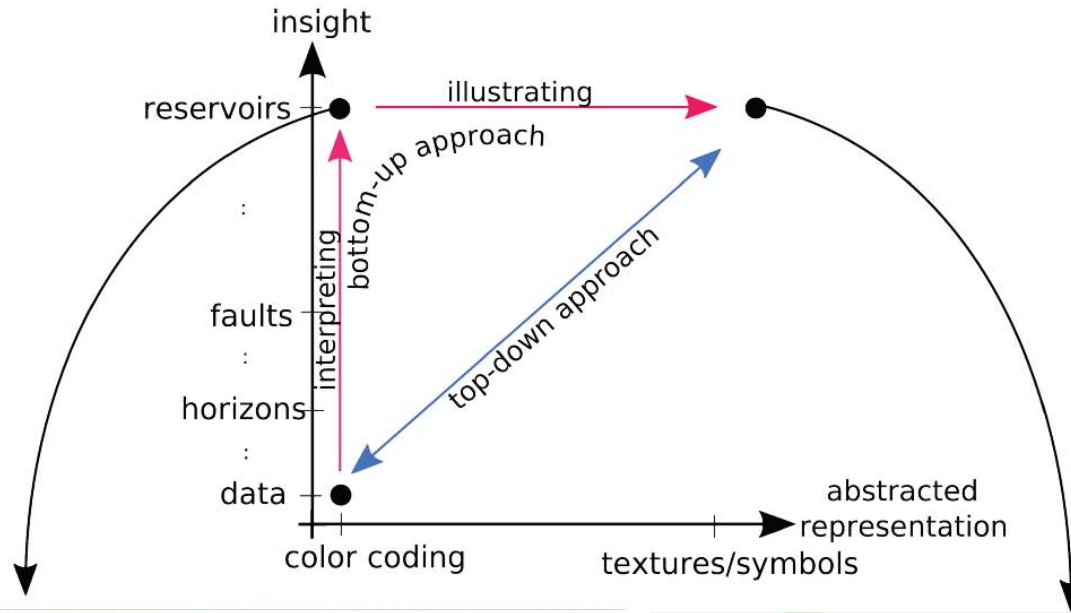 insight
reservoirs
illustrating
bottom-up approach
:
interpreting
top-down approach
faults
:
horizons
:
data
abstracted
representation
color coding
textures/symbols